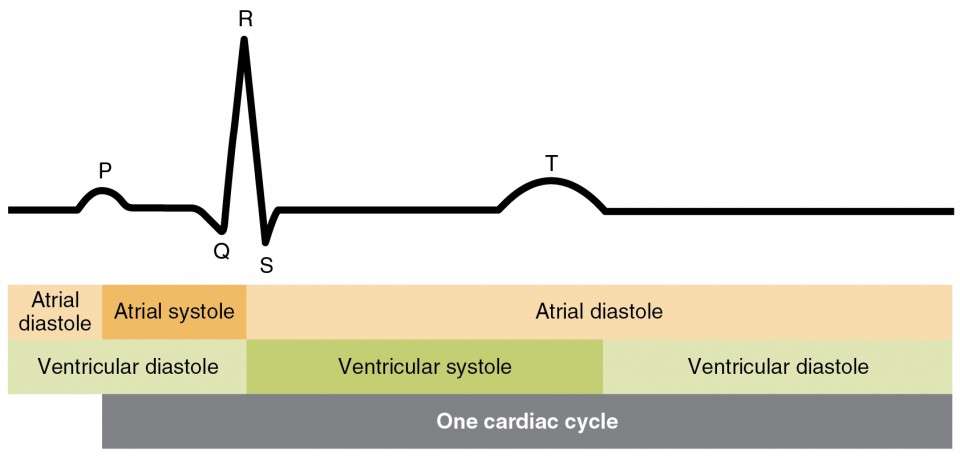 R
P
T
Q
S
Atrial
diastole
Atrial systole
Atrial diastole
Ventricular diastole
Ventricular systole
Ventricular diastole
One cardiac cycle